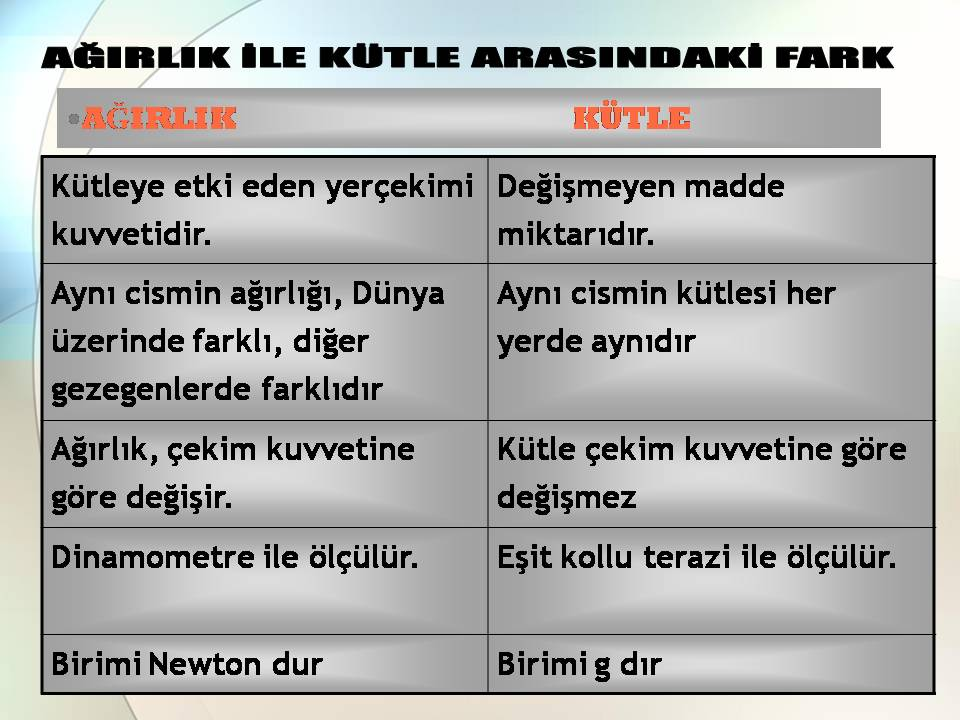 AĞIRLIK İLE KÜTLE ARASINDAKİ FARK
•AĞIRLIK KÜTLE
Kütleye etki eden yerçekimi
kuvvetidir.
Değişmeyen madde
miktarıdır.
Aynı cismin ağırlığı, Dünya
üzerinde farklı, diğer
gezegenlerde farklıdır
Aynı cismin kütlesi her
yerde aynıdır
Ağırlık, çekim kuvvetine
göre değişir.
Kütle çekim kuvvetine göre
değişmez
Dinamometre ile ölçülür.
Eşit kollu terazi ile ölçülür.
Birimi Newton dur
Birimi g dır